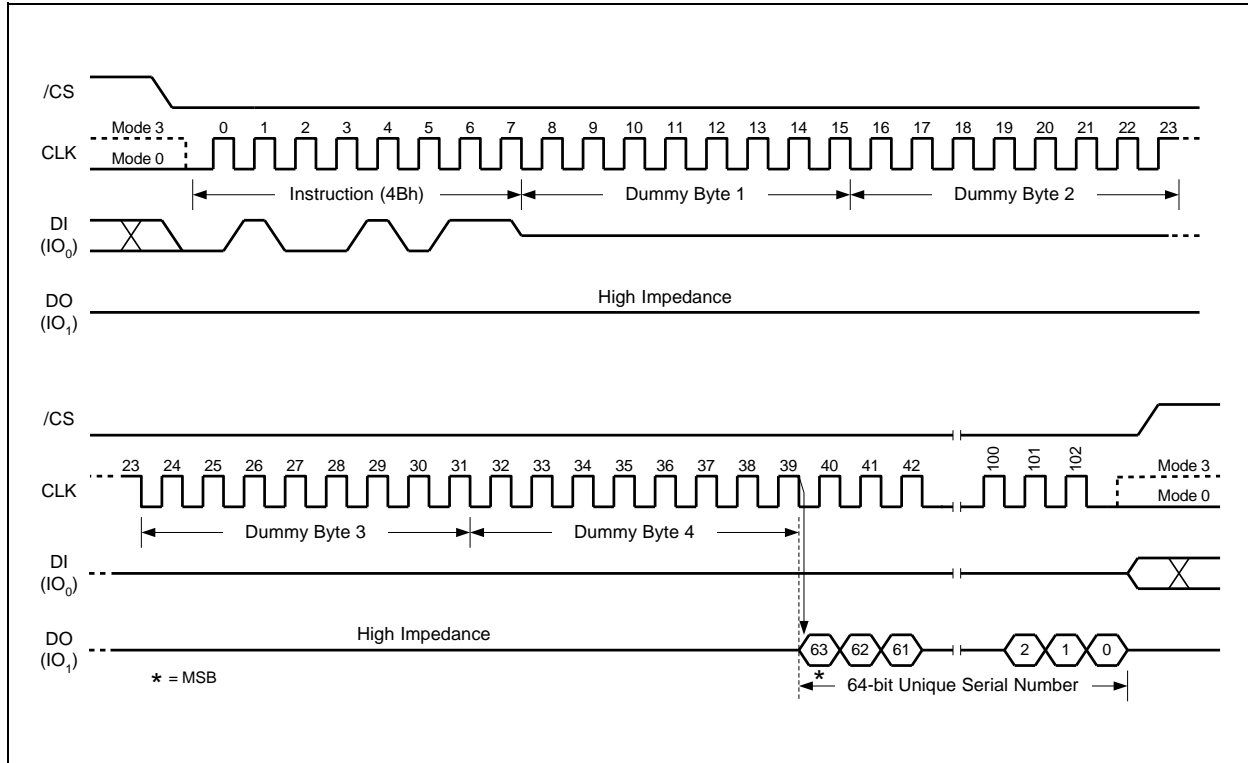 /CS
Mode 3 0 1 2 3 4 5 6 7 8 9 10 11 12 13 14 15 16 17 18 19 20 21 22 23
CLK
Mode 0
Instruction (4Bh) Dummy Byte 1 Dummy Byte 2
DI
(IO0)
High Impedance
DO
(IO1)
/CS
23 24 25 26 27 28 29 30 31 32 33 34 35 36 37 38 39 40 41 42 100 101 102 Mode 3
CLK
Mode 0
Dummy Byte 3 Dummy Byte 4
DI
(IO0)
High Impedance
DO
(IO1)
63 62 61 2 1 0
* = MSB * 64-bit Unique Serial Number